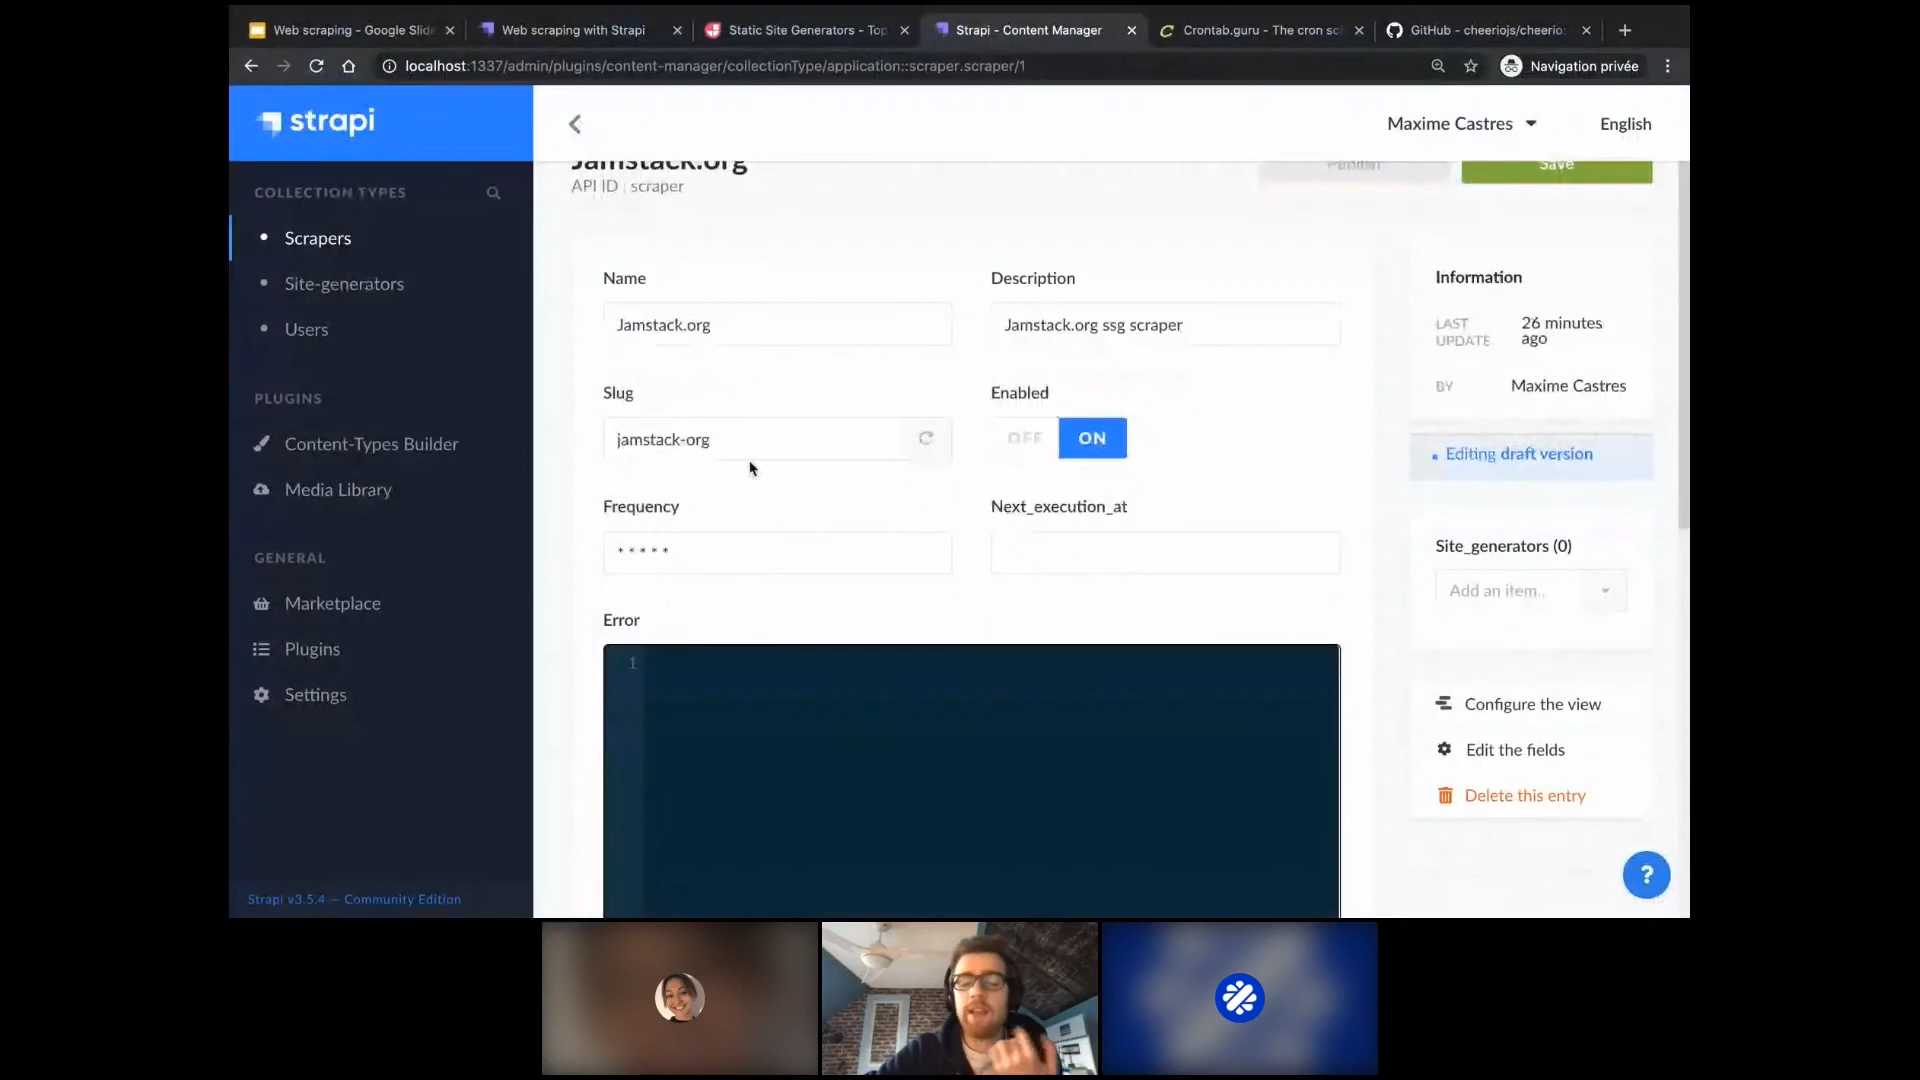 Web scraping - Google Slide
Web scraping with Strapi
Static Site Generators - Top
Strapi - Content Manager
Crontab.guru - The cron sch
GitHub - cheeriojs/cheerio:
localhost:1337/admin/plugins/content-manager/collectionType/application::scraper.scraper/1
Navigation privée
strapi
Maxime Castres
English
Jamstack.org
API ID : scraper
Publish
Save
COLLECTION TYPES
Scrapers
Site-generators
Users
PLUGINS
Content-Types Builder
Media Library
GENERAL
Marketplace
Plugins
Settings
Strapi v3.5.4 — Community Edition
Name
Jamstack.org
Description
Jamstack.org ssg scraper
Slug
jamstack-org
Enabled
OFF
ON
Frequency
* * * * *
Next_execution_at
Error
1
Information
LAST UPDATE
26 minutes ago
BY
Maxime Castres
Editing draft version
Site_generators (0)
Add an item...
Configure the view
Edit the fields
Delete this entry
?